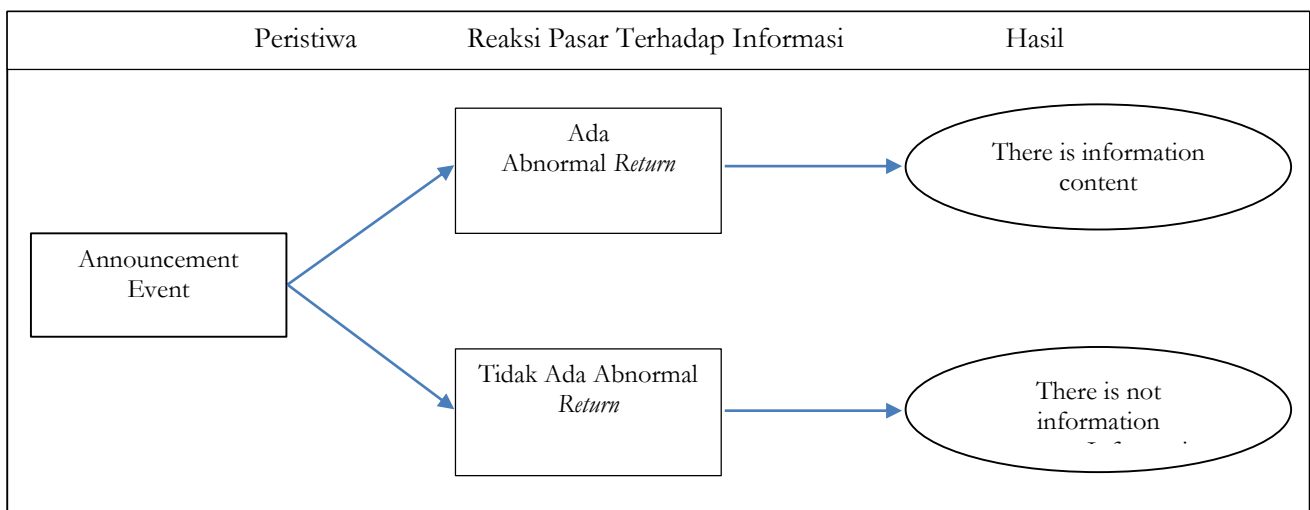 Peristiwa Reaksi Pasar Terhadap Informasi Hasil
Ada
Abnormal Return
There is information
content
Announcement
Event
Tidak Ada Abnormal
Return
There is not
information